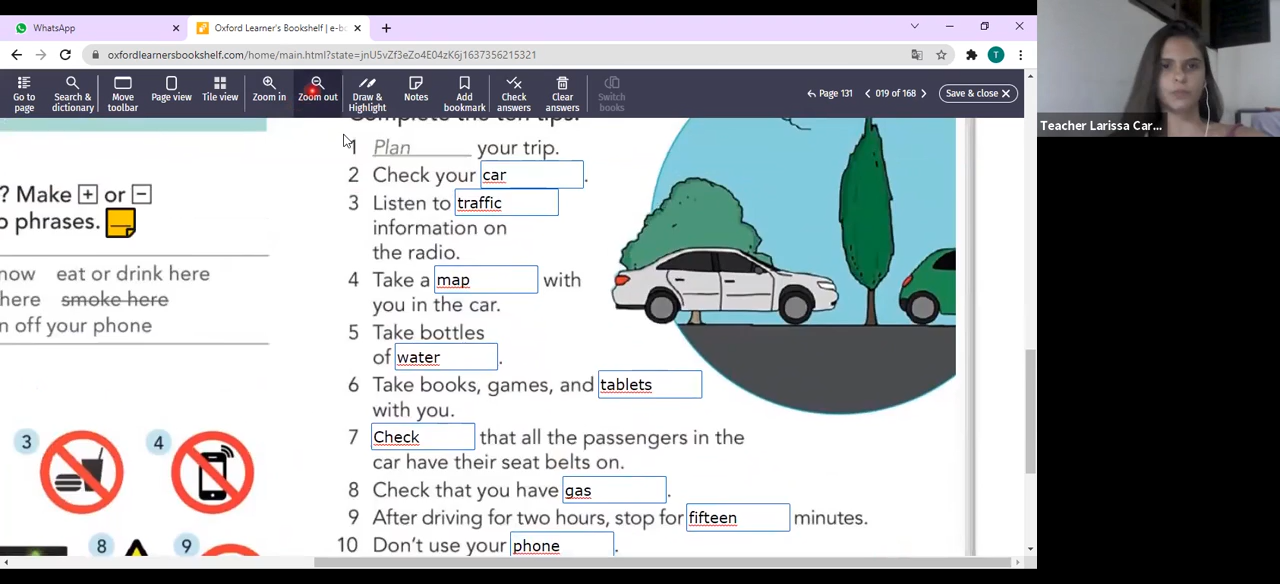 WhatsApp
Oxford Learner's Bookshelf | e-bo
oxfordlearnersbookshelf.com/home/main.html?state=jnU5vZf3eZo4E04zK6j1637356215321
T
Go to page
Search & dictionary
Move toolbar
Page view
Tile view
Zoom in
Zoom out
Draw & Highlight
Notes
Add bookmark
Check answers
Clear answers
Switch books
Page 131
019 of 168
Save & close X
Teacher Larissa Car...
Complete the ten tips.
1 Plan your trip.
2 Check your car .
3 Listen to traffic
information on
the radio.
4 Take a map with
you in the car.
5 Take bottles
of water .
6 Take books, games, and tablets
with you.
7 Check that all the passengers in the
car have their seat belts on.
8 Check that you have gas .
9 After driving for two hours, stop for fifteen minutes.
10 Don't use your phone .
? Make + or −
o phrases.
now eat or drink here
here smoke here
n off your phone
3
4
8
9